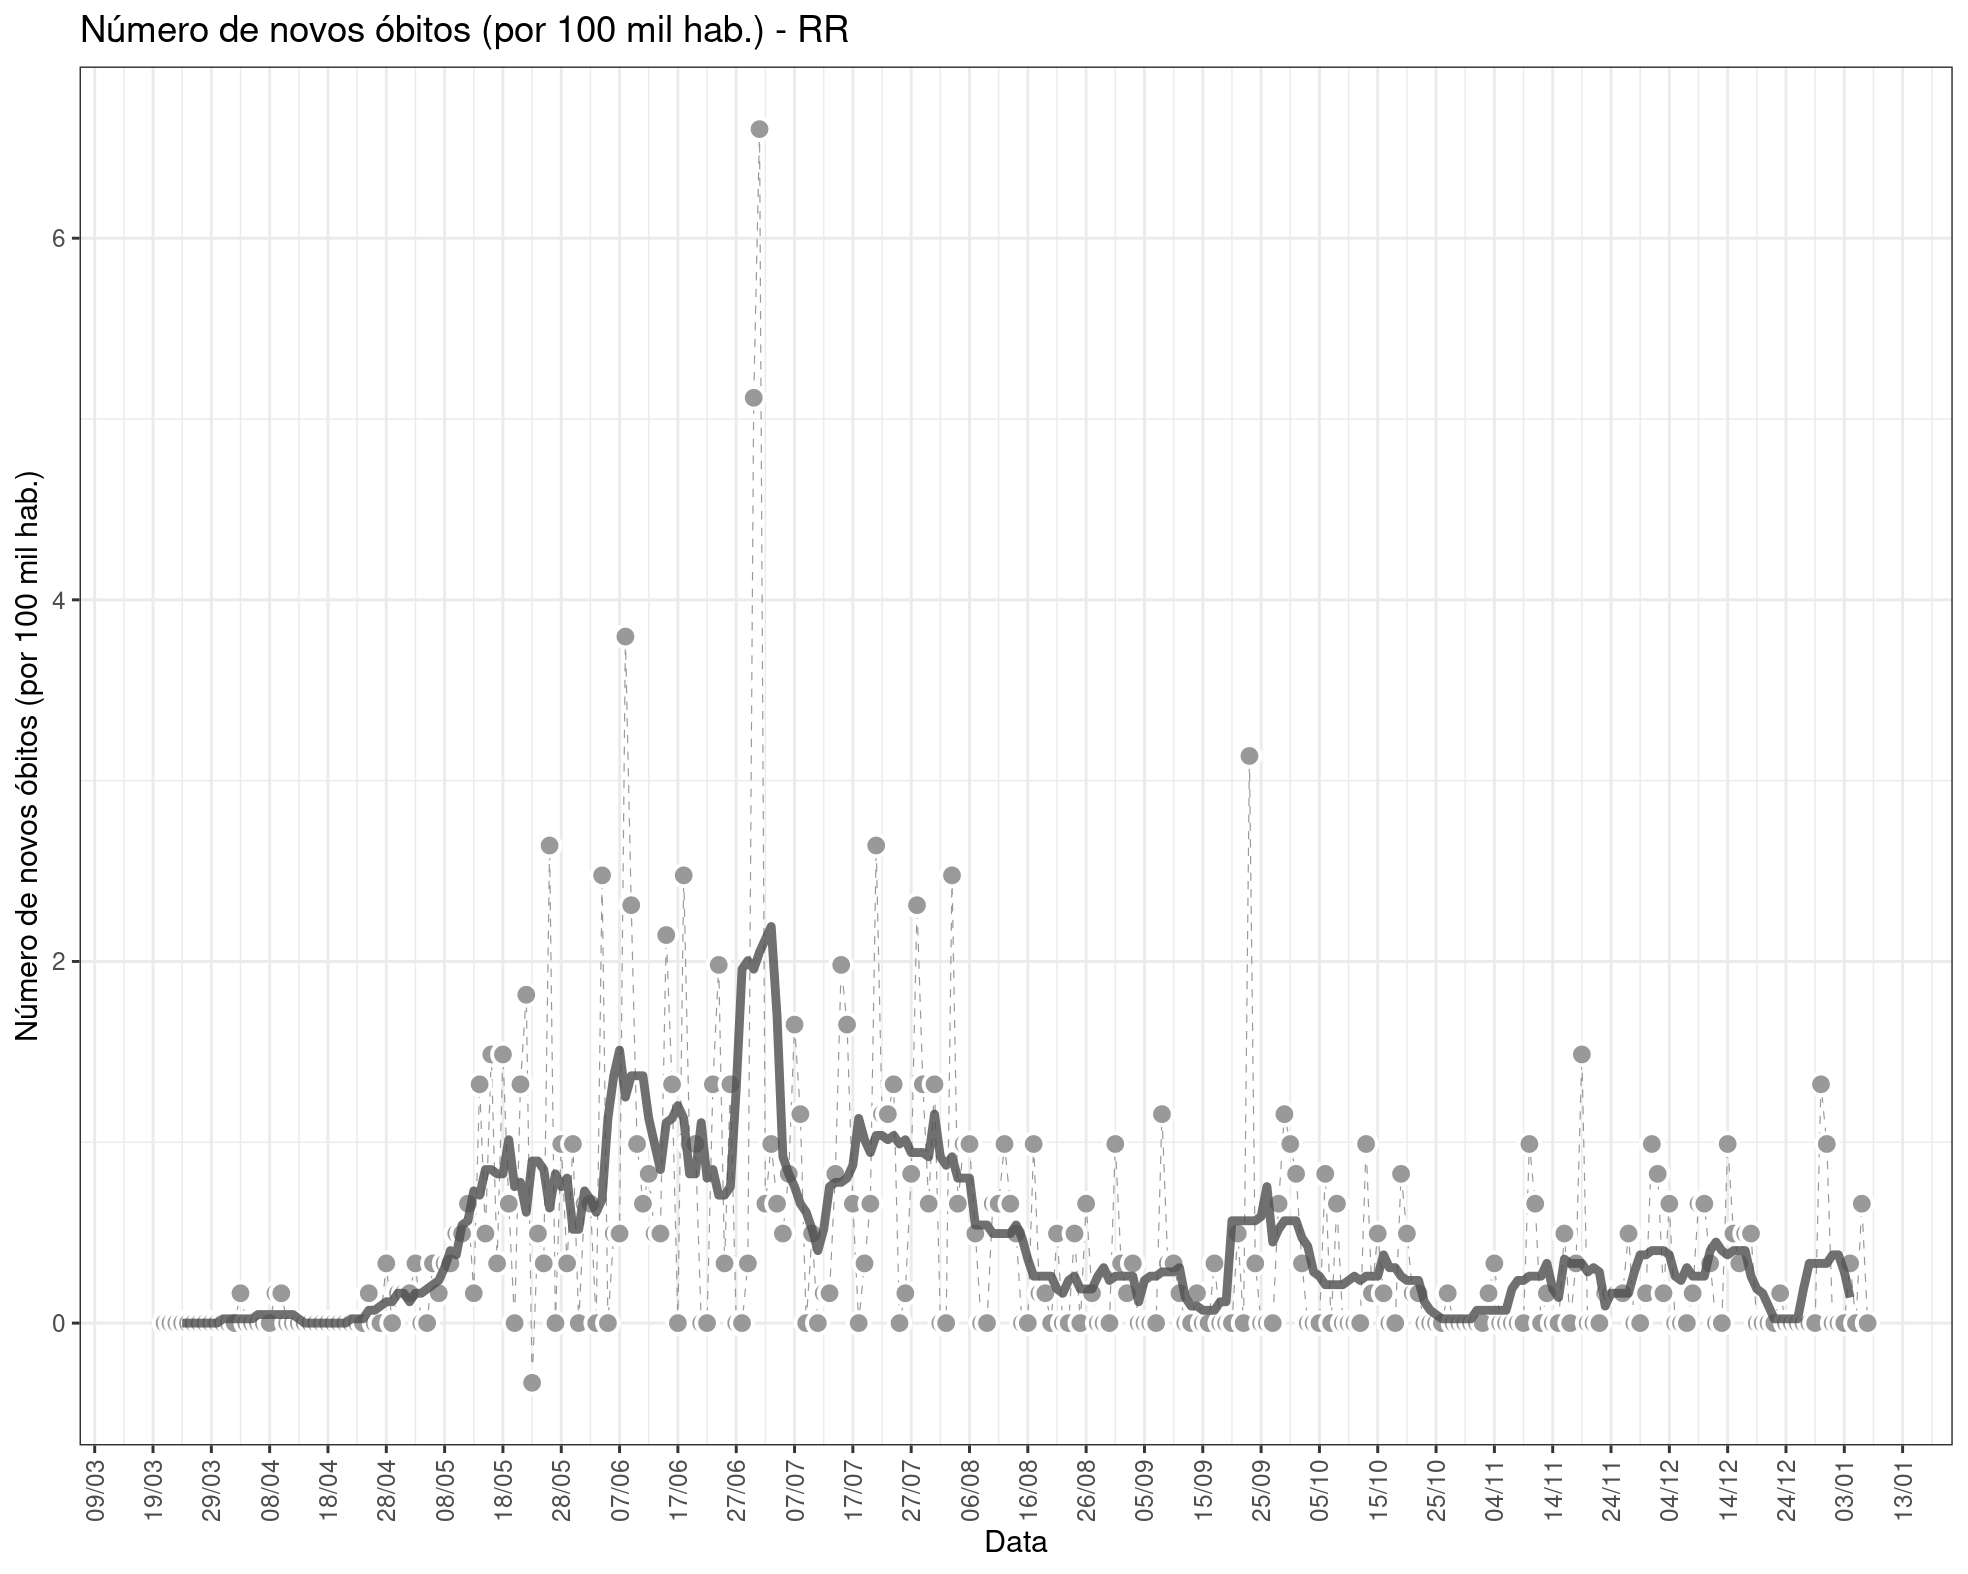 Número de novos óbitos (por 100 mil hab.) - RR
Número de novos óbitos (por 100 mil hab.)
6
4
2
0
09/03 19/03 29/03 08/04 18/04 28/04 08/05 18/05 28/05 07/06 17/06 27/06 07/07 17/07 27/07 06/08 16/08 26/08 05/09 15/09 25/09 05/10 15/10 25/10 04/11 14/11 24/11 04/12 14/12 24/12 03/01 13/01
Data